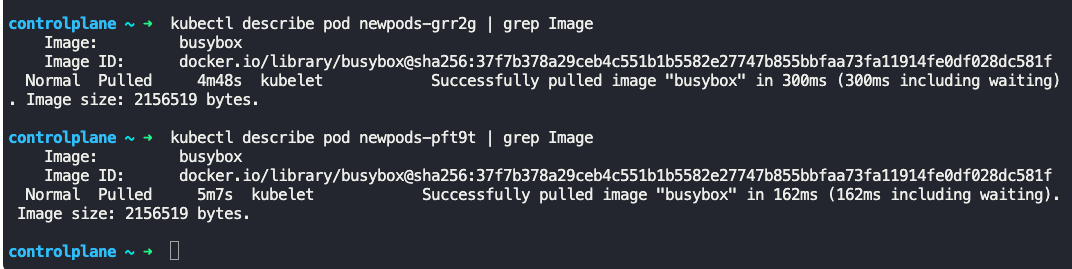 controlplane ~ ➜  kubectl describe pod newpods-grr2g | grep Image
    Image:         busybox
    Image ID:      docker.io/library/busybox@sha256:37f7b378a29ceb4c551b1b5582e27747b855bbfaa73fa11914fe0df028dc581f
  Normal  Pulled     4m48s  kubelet            Successfully pulled image "busybox" in 300ms (300ms including waiting)
. Image size: 2156519 bytes.
controlplane ~ ➜  kubectl describe pod newpods-pft9t | grep Image
    Image:         busybox
    Image ID:      docker.io/library/busybox@sha256:37f7b378a29ceb4c551b1b5582e27747b855bbfaa73fa11914fe0df028dc581f
  Normal  Pulled     5m7s  kubelet            Successfully pulled image "busybox" in 162ms (162ms including waiting).
 Image size: 2156519 bytes.
controlplane ~ ➜